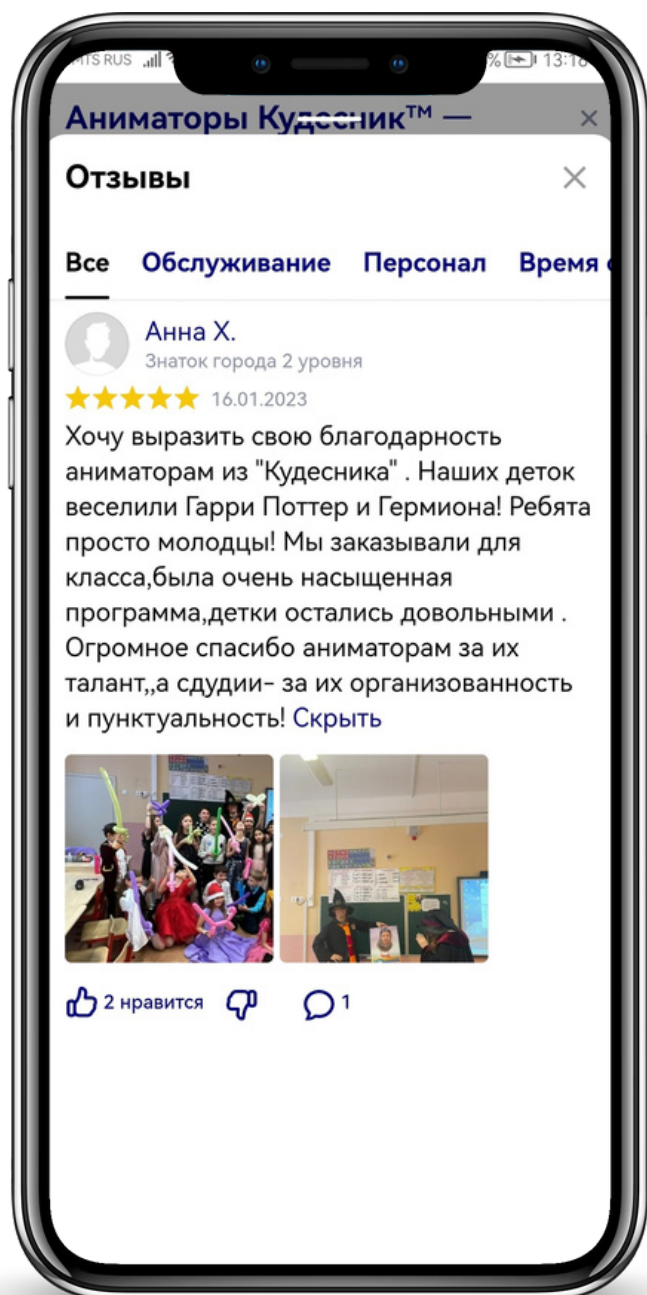 MTS RUS
% 13:16
Аниматоры Кудесник™ —
Отзывы
Все Обслуживание Персонал Время
Анна Х.
Знаток города 2 уровня
16.01.2023
Хочу выразить свою благодарность
аниматорам из "Кудесника" . Наших деток
веселили Гарри Поттер и Гермиона! Ребята
просто молодцы! Мы заказывали для
класса,была очень насыщенная
программа,детки остались довольными .
Огромное спасибо аниматорам за их
талант,,а сдудии- за их организованность
и пунктуальность! Скрыть
2 нравится 1